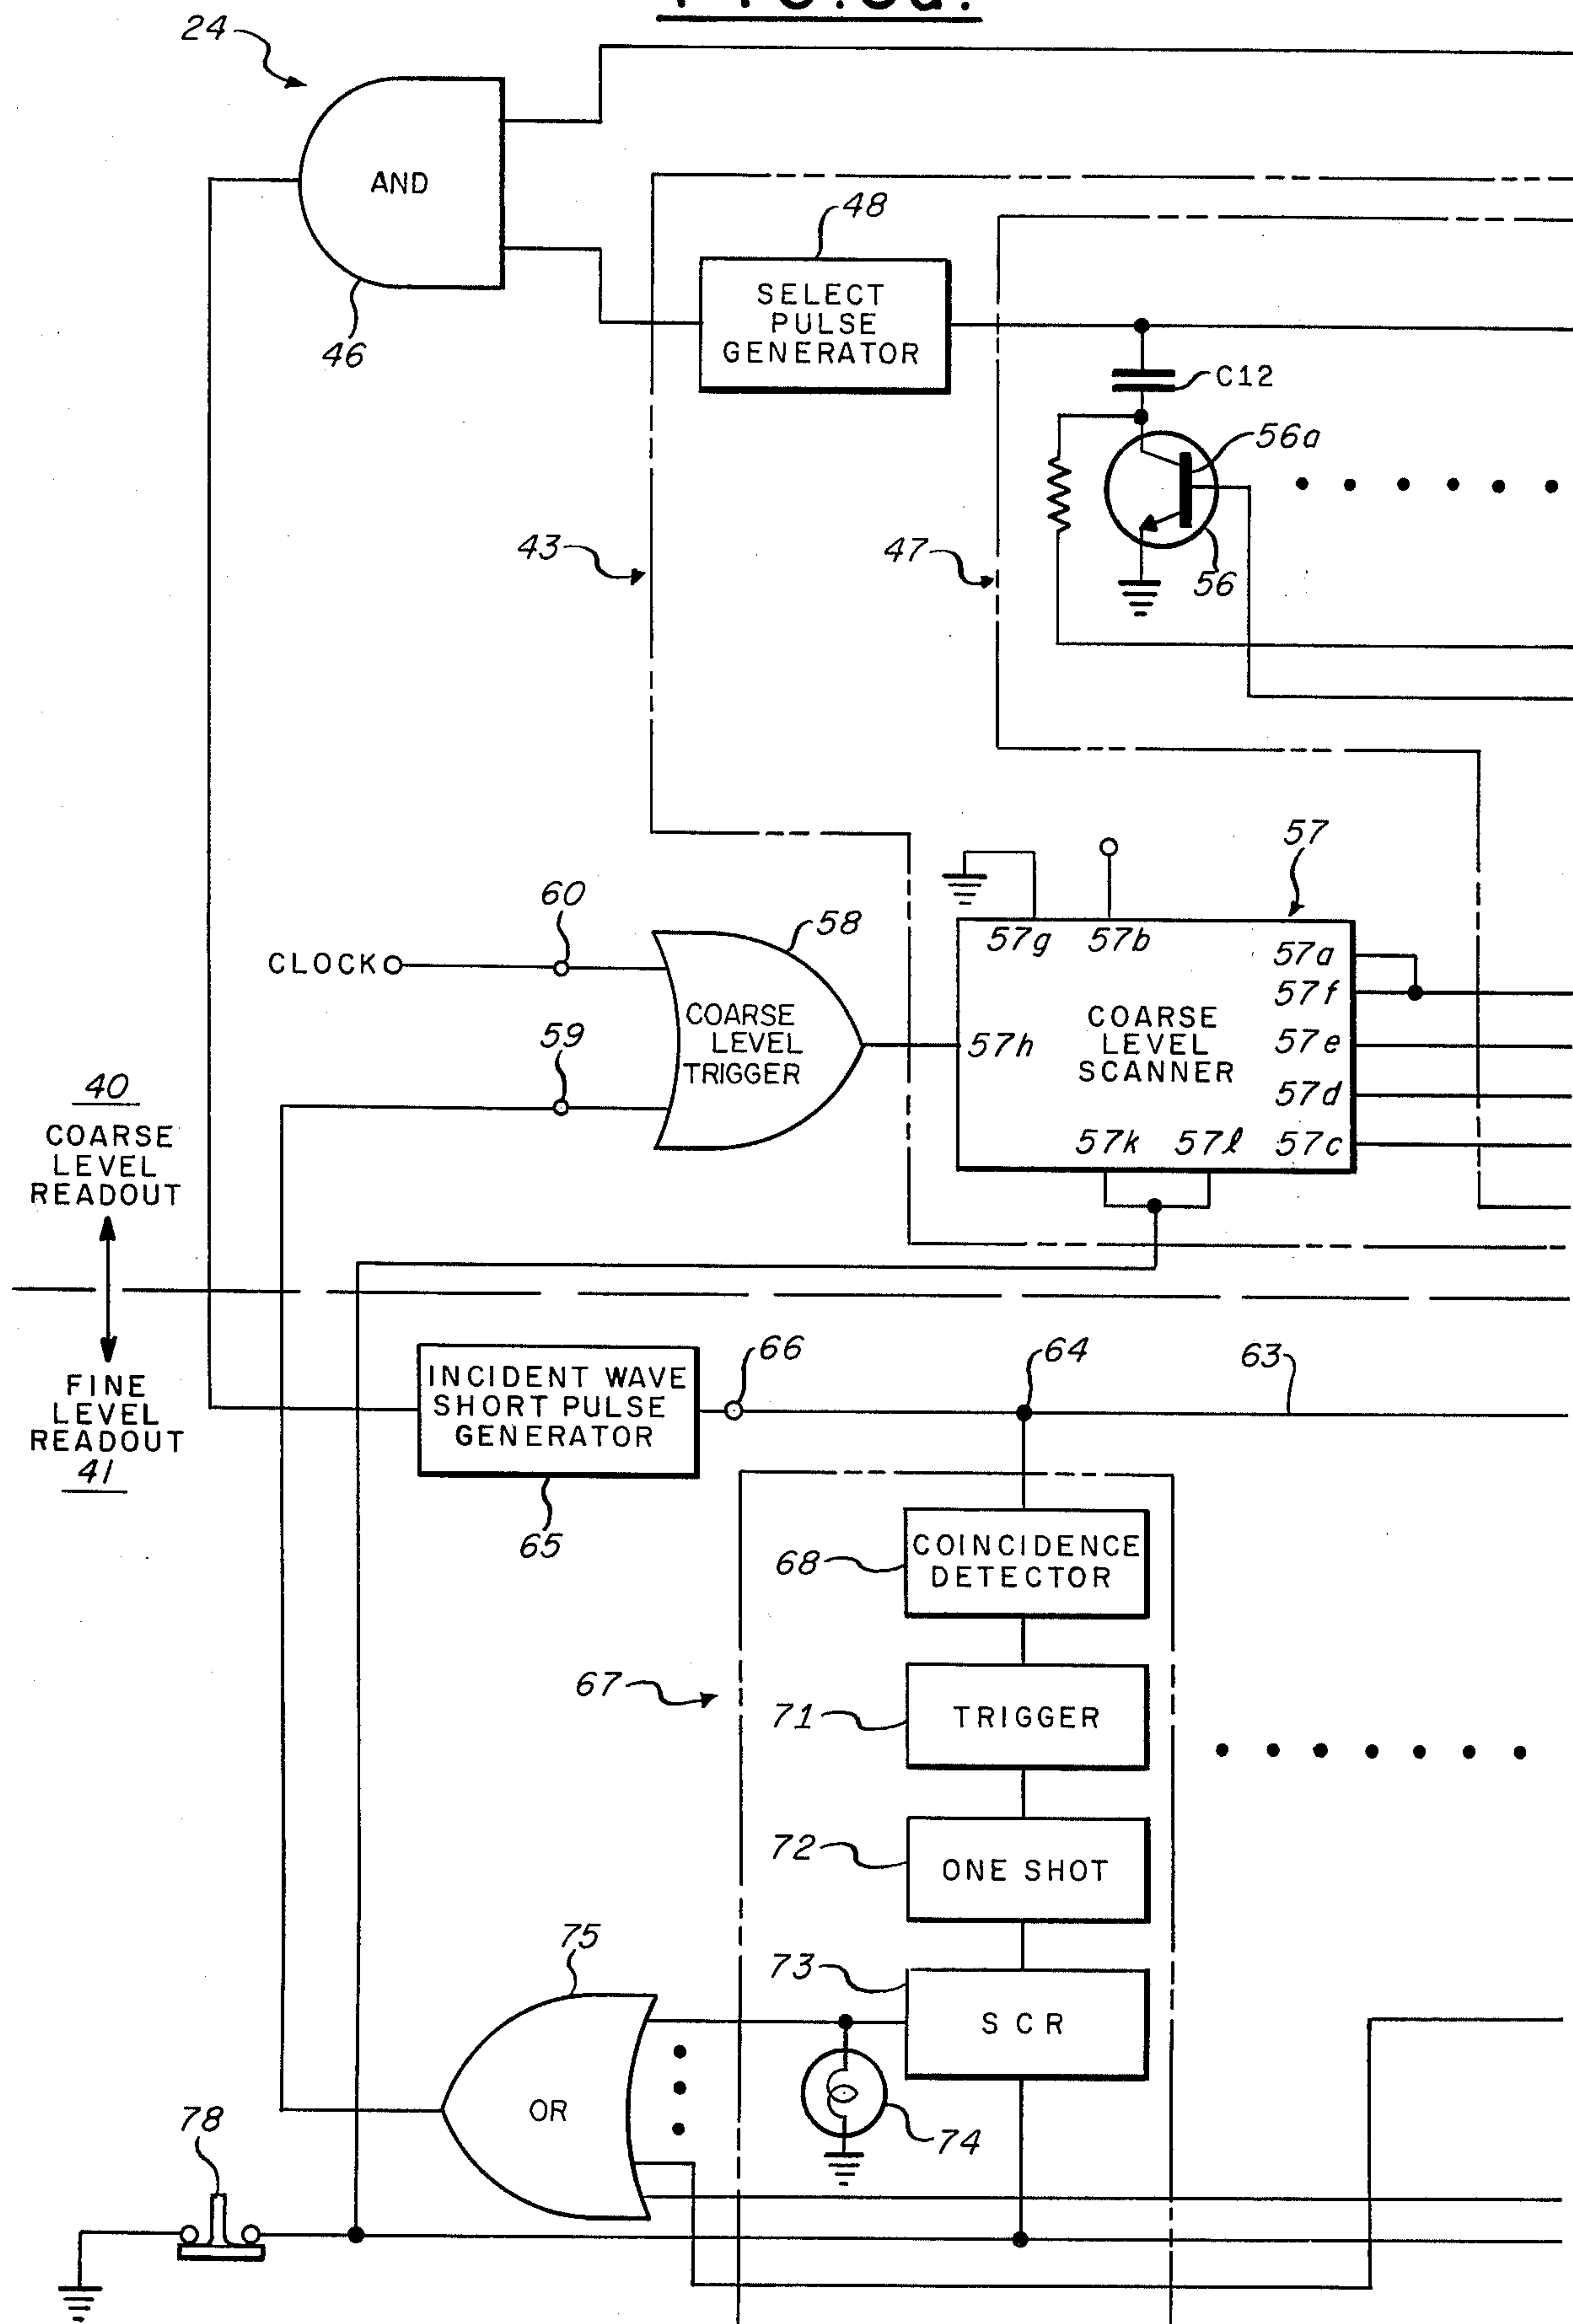 24
AND
46
48
SELECT
PULSE
GENERATOR
C12
56a
56
43
47
57
60
58
CLOCK
COARSE
LEVEL
TRIGGER
59
57g
57b
57a
57f
57h
COARSE
LEVEL
SCANNER
57e
57d
57k
57l
57c
40
COARSE
LEVEL
READOUT
FINE
LEVEL
READOUT
41
INCIDENT WAVE
SHORT PULSE
GENERATOR
66
64
63
65
68
COINCIDENCE
DETECTOR
67
71
TRIGGER
72
ONE SHOT
75
73
SCR
OR
78
74